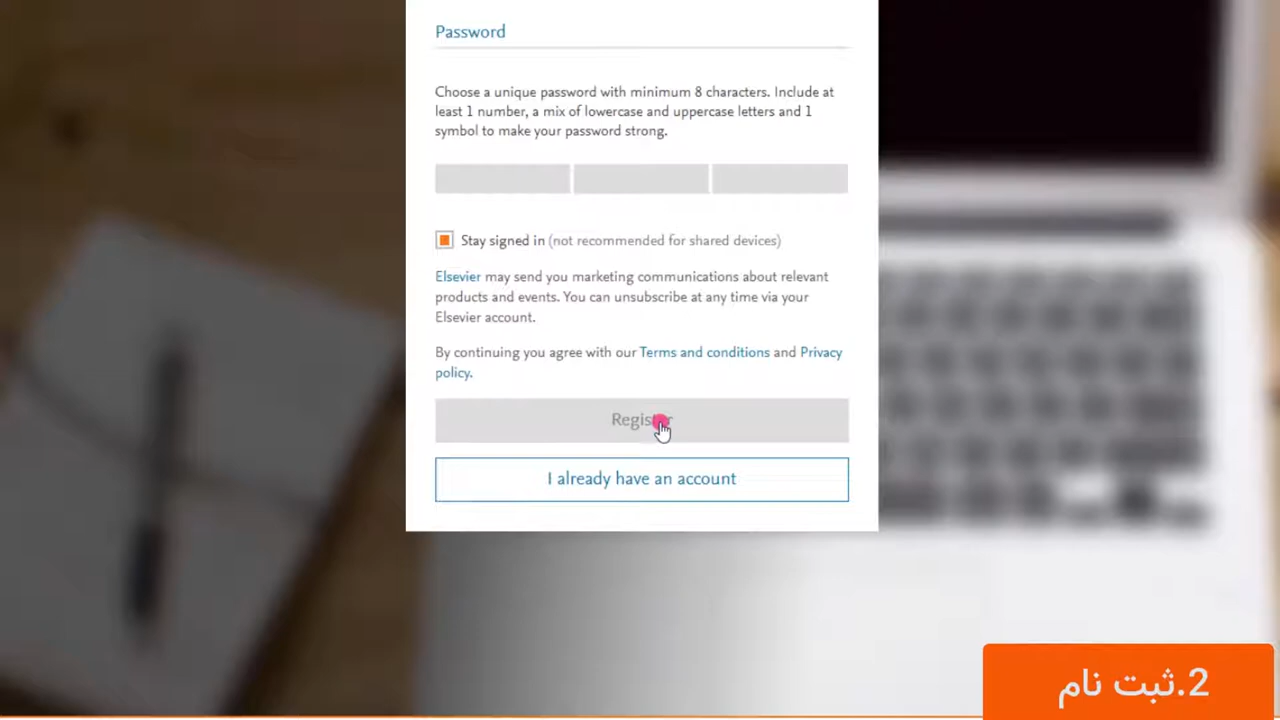 Password
Choose a unique password with minimum 8 characters. Include at
least 1 number, a mix of lowercase and uppercase letters and 1
symbol to make your password strong.
Stay signed in (not recommended for shared devices)
Elsevier may send you marketing communications about relevant
products and events. You can unsubscribe at any time via your
Elsevier account.
By continuing you agree with our Terms and conditions and Privacy
policy.
Register
I already have an account
2.ثبت نام